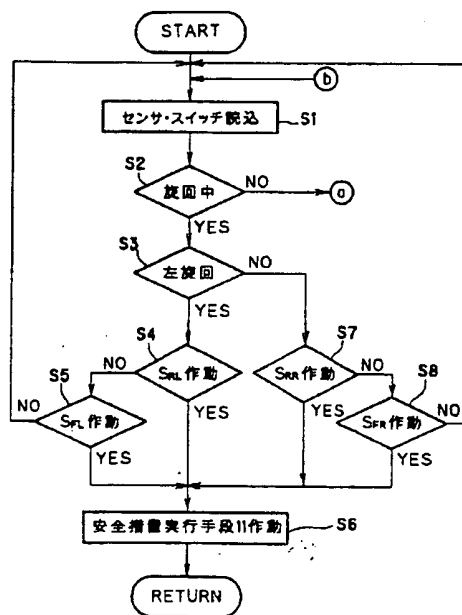 START
b
センサ・スイッチ読込
S1
S2
旋回中
NO
a
YES
S3
左旋回
NO
YES
S4
S7
NO
SRL作動
SRR作動
NO
S8
S5
NO
SFL作動
YES
YES
SFR作動
NO
YES
YES
安全措置実行手段11作動
S6
RETURN